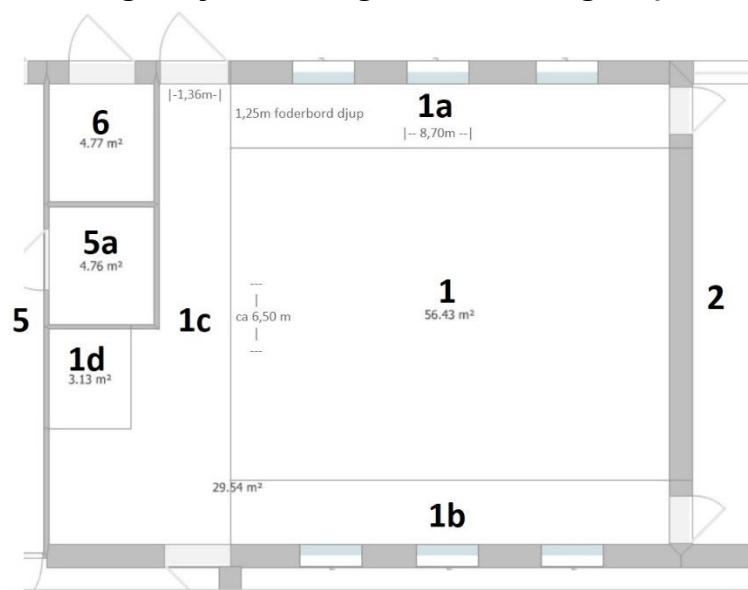 |-1,36m-|
1,25m foderbord djup
1a
|-- 8,70m --|
6
4.77 m²
5a
4.76 m²
5
1c
ca 6,50 m
1
56.43 m²
2
1d
3.13 m²
29.54 m²
1b